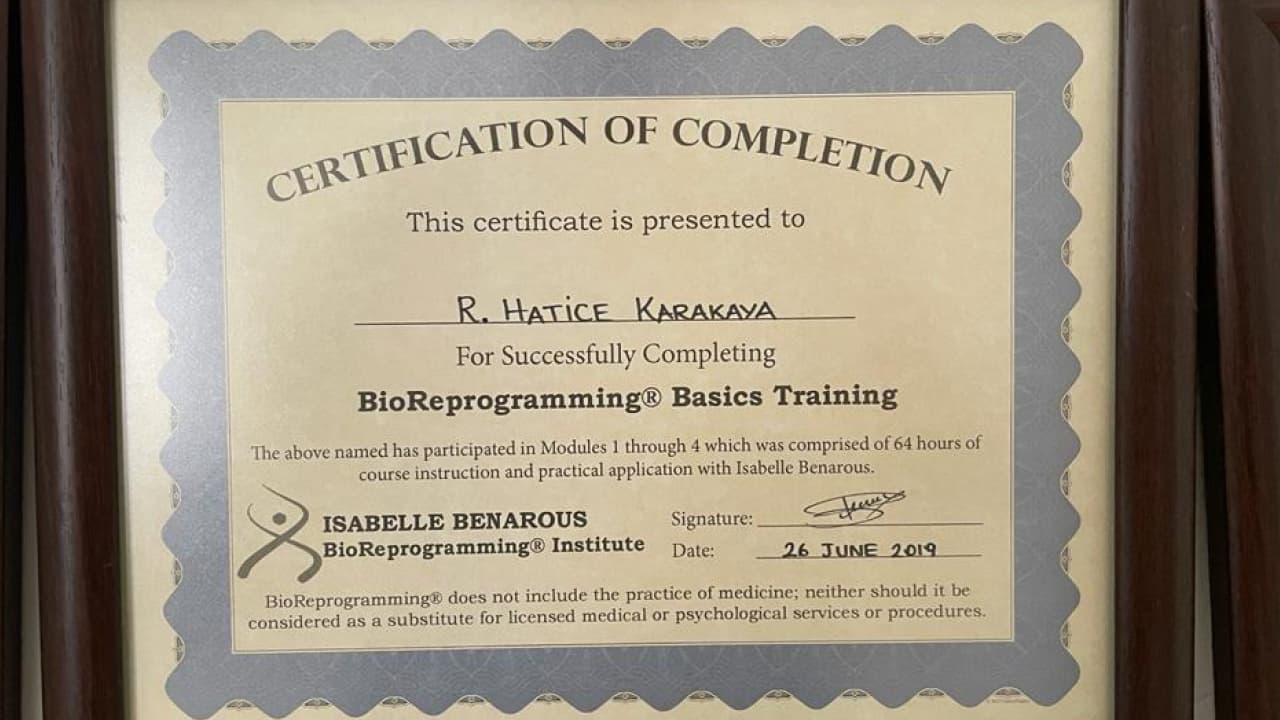 CERTIFICATION OF COMPLETION
This certificate is presented to
R. HATİCE KARAKAYA
For Successfully Completing
BioReprogramming® Basics Training
The above named has participated in Modules 1 through 4 which was comprised of 64 hours of
course instruction and practical application with Isabelle Benarous.
ISABELLE BENAROUS
BioReprogramming® Institute
Signature:
Date: 26 JUNE 2019
BioReprogramming® does not include the practice of medicine; neither should it be
considered as a substitute for licensed medical or psychological services or procedures.